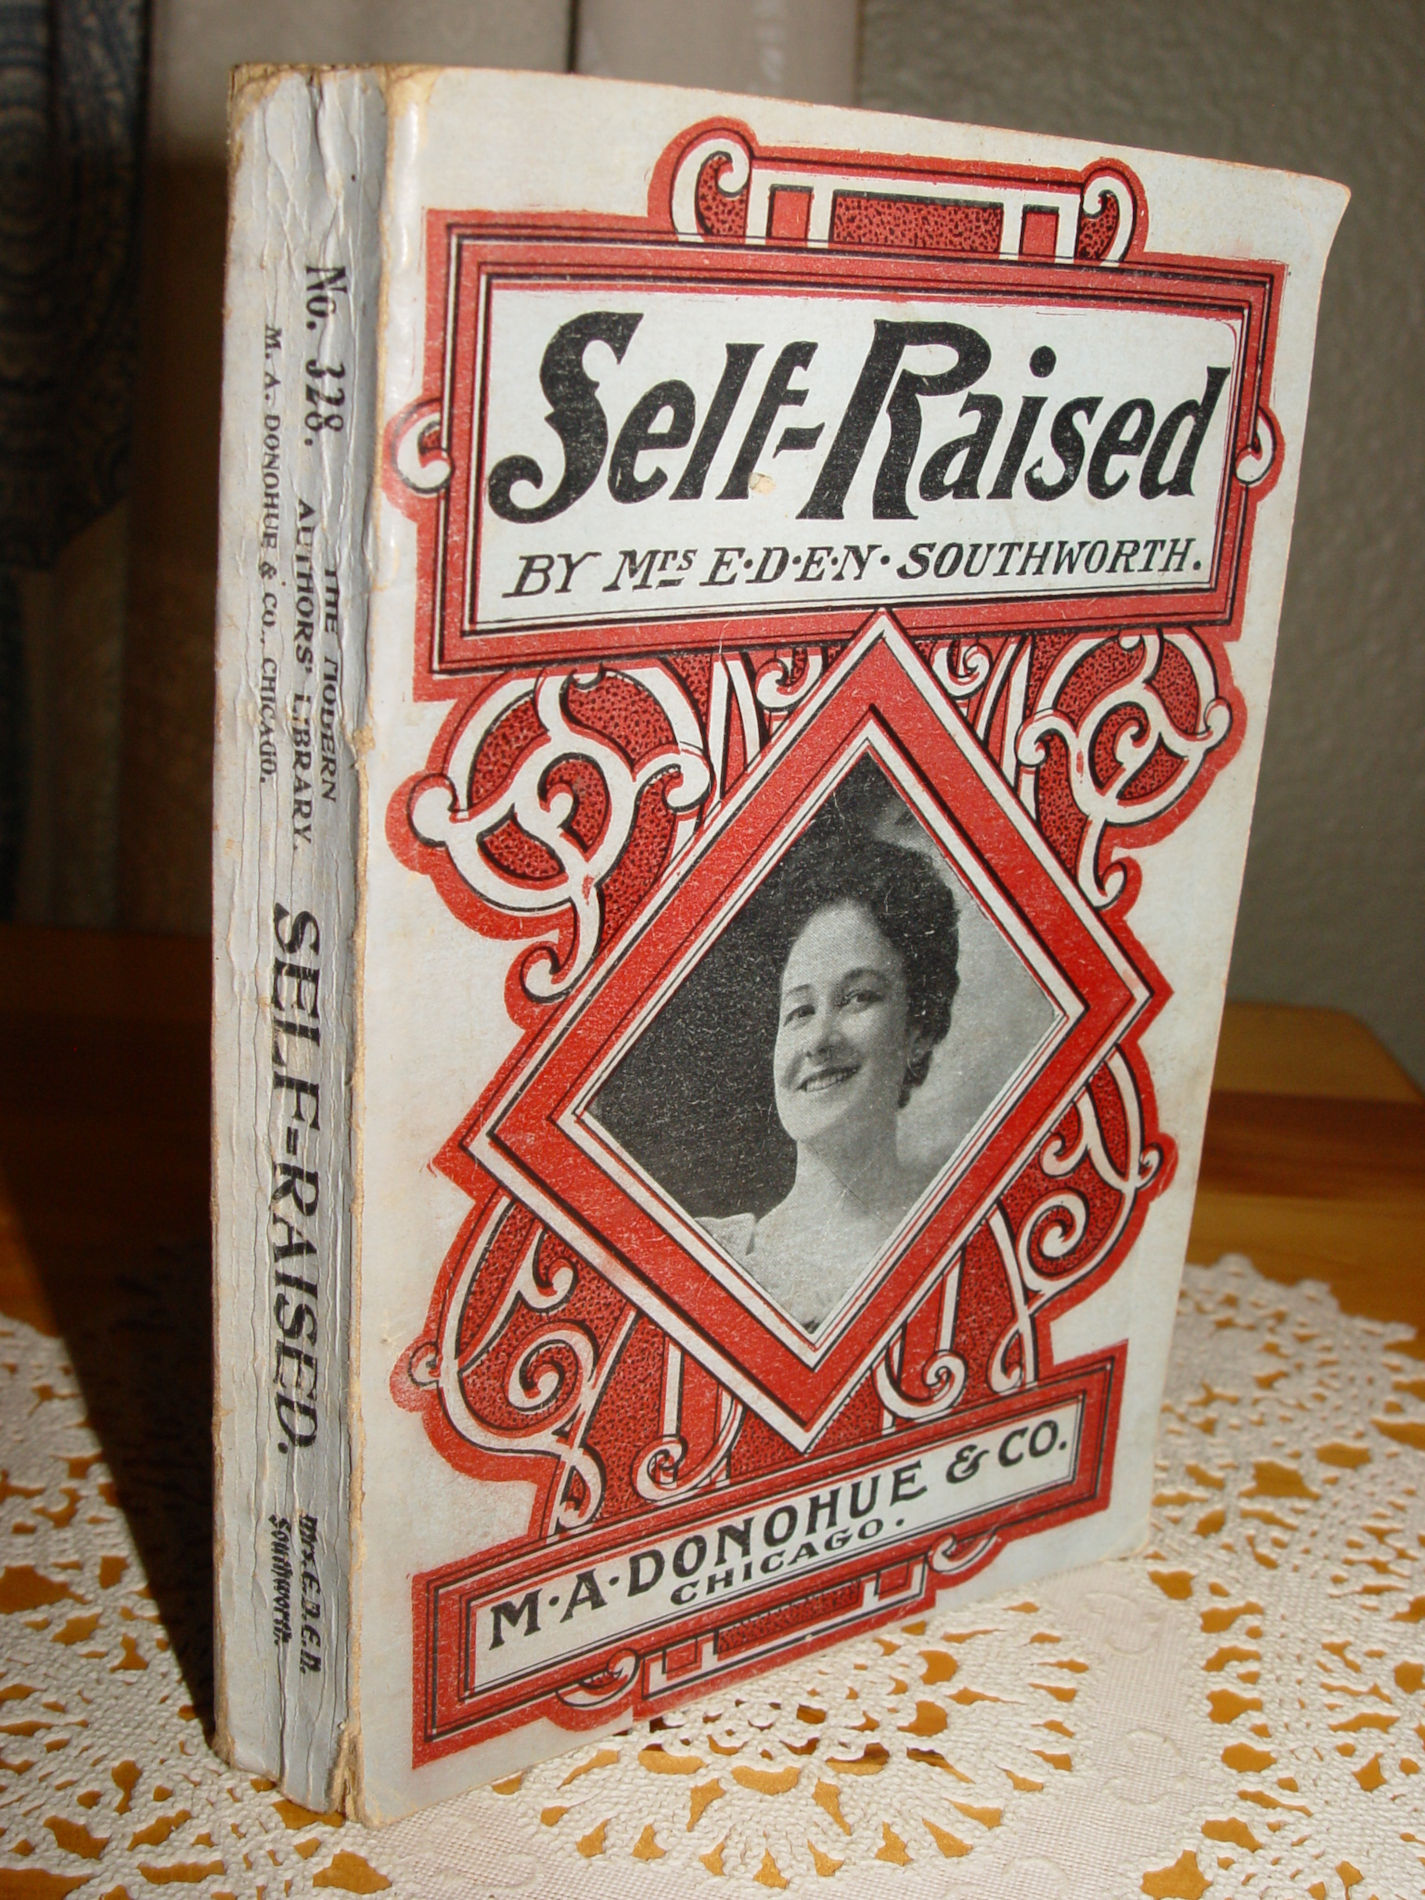 No. 328.
THE MODERN
AUTHORS' LIBRARY.
M. A. DONOHUE & CO., CHICAGO.
SELF-RAISED.
Mrs. E.D.E.N.
Southworth.
Self-Raised
BY Mrs E·D·E·N· SOUTHWORTH.
M·A·DONOHUE & CO.
CHICAGO.